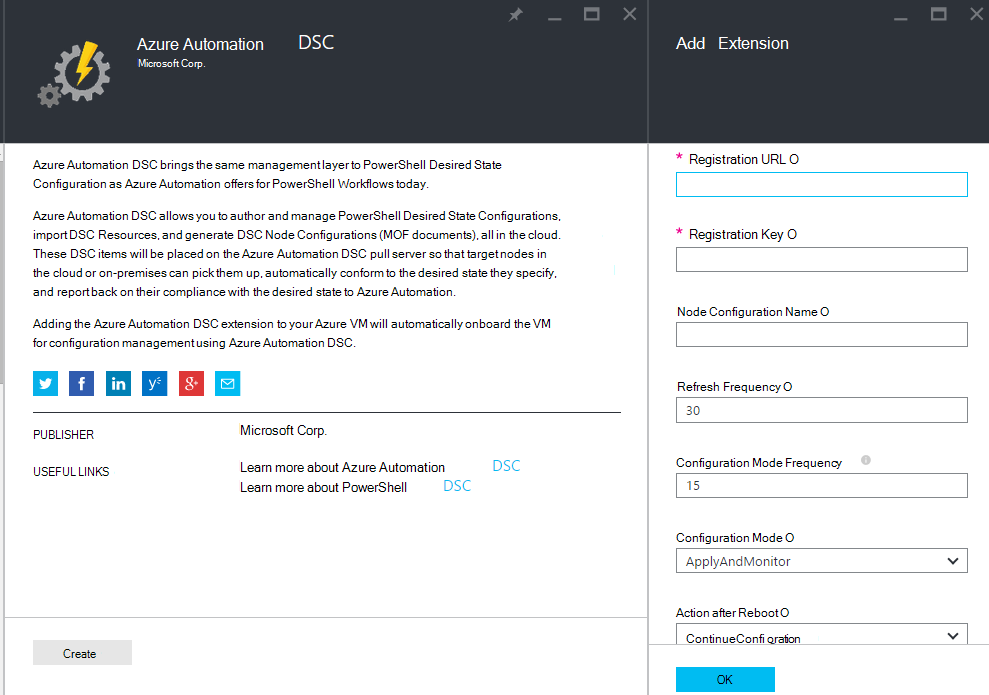 Azure Automation DSC
Microsoft Corp.
Azure Automation DSC brings the same management layer to PowerShell Desired State
Configuration as Azure Automation offers for PowerShell Workflows today.
Azure Automation DSC allows you to author and manage PowerShell Desired State Configurations,
import DSC Resources, and generate DSC Node Configurations (MOF documents), all in the cloud.
These DSC items will be placed on the Azure Automation DSC pull server so that target nodes in
the cloud or on-premises can pick them up, automatically conform to the desired state they specify,
and report back on their compliance with the desired state to Azure Automation.
Adding the Azure Automation DSC extension to your Azure VM will automatically onboard the VM
for configuration management using Azure Automation DSC.
PUBLISHER Microsoft Corp.
USEFUL LINKS Learn more about Azure Automation DSC
Learn more about PowerShell DSC
Create
Add Extension
* Registration URL O
* Registration Key O
Node Configuration Name O
Refresh Frequency O
30
Configuration Mode Frequency
15
Configuration Mode O
ApplyAndMonitor
Action after Reboot O
ContinueConfigration
OK